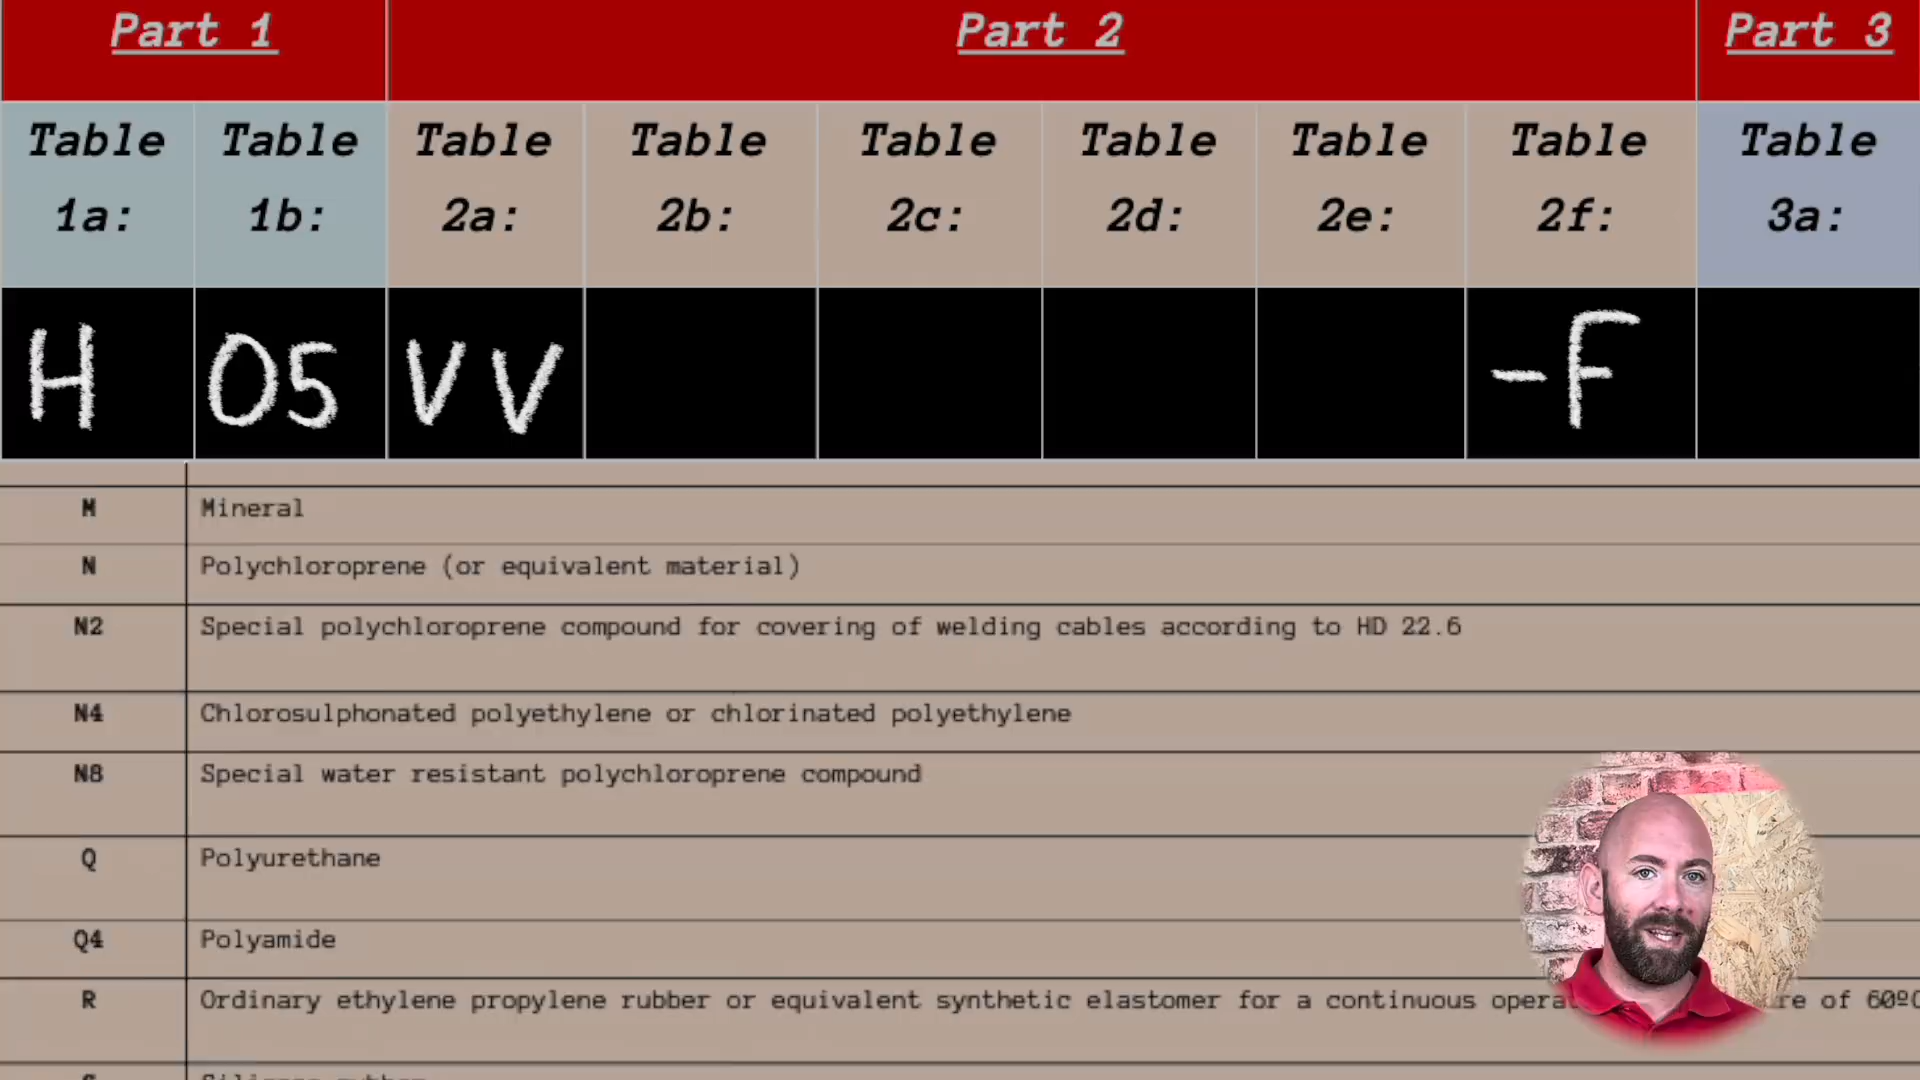 Part 1 Part 2 Part 3
Table 1a: Table 1b: Table 2a: Table 2b: Table 2c: Table 2d: Table 2e: Table 2f: Table 3a:
H 05 VV -F
M Mineral
N Polychloroprene (or equivalent material)
N2 Special polychloroprene compound for covering of welding cables according to HD 22.6
N4 Chlorosulphonated polyethylene or chlorinated polyethylene
N8 Special water resistant polychloroprene compound
Q Polyurethane
Q4 Polyamide
R Ordinary ethylene propylene rubber or equivalent synthetic elastomer for a continuous of 60º